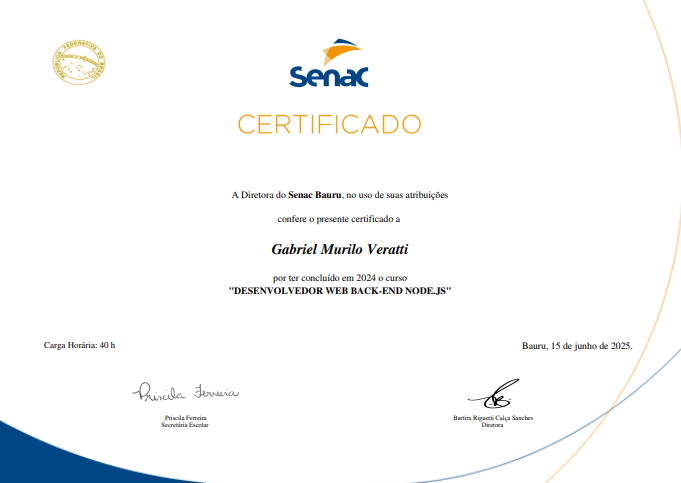 REPÚBLICA FEDERATIVA DO BRASIL
Senac
CERTIFICADO
A Diretora do Senac Bauru, no uso de suas atribuições
confere o presente certificado a
Gabriel Murilo Veratti
por ter concluído em 2024 o curso
"DESENVOLVEDOR WEB BACK-END NODE.JS"
Carga Horária: 40 h
Bauru, 15 de junho de 2025.
Priscila Ferreira
Priscila Ferreira
Secretária Escolar
Bartira Riguetti Calça Sanches
Diretora